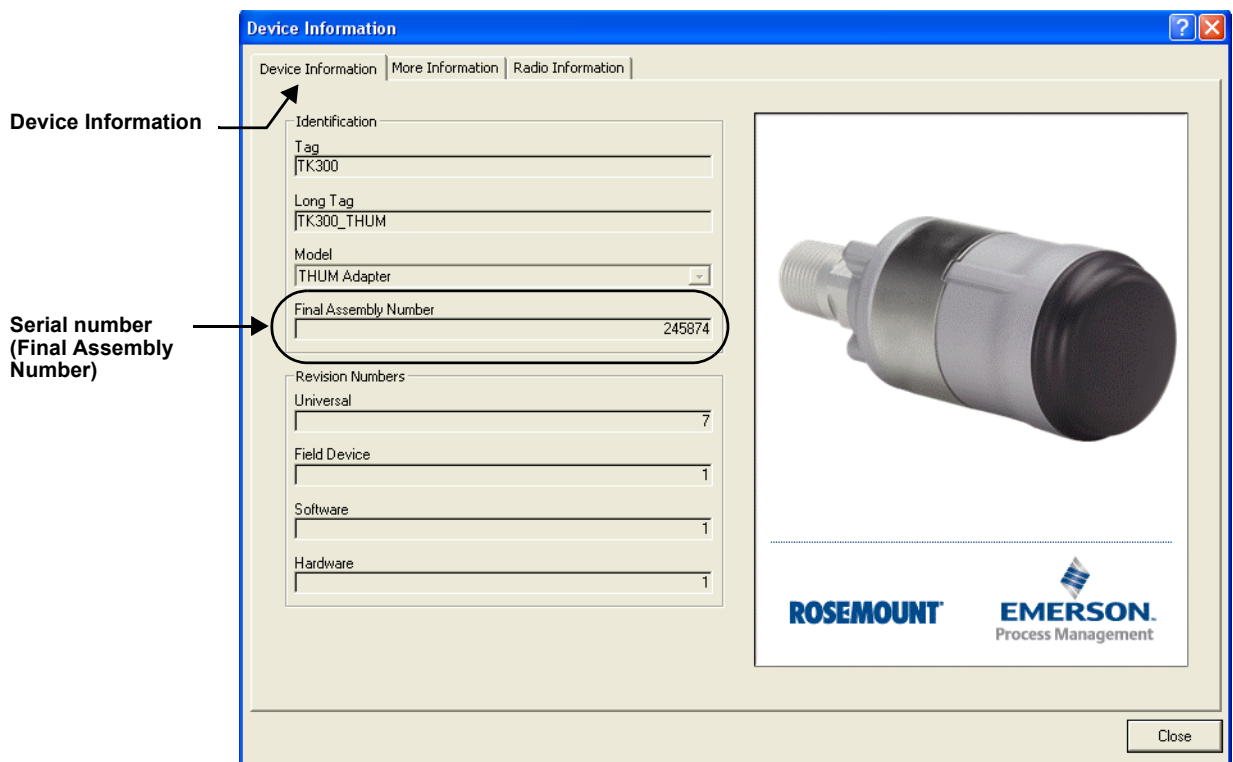 Device Information
Device Information
More Information
Radio Information
Device Information
Identification
Tag
TK300
Long Tag
TK300_THUM
Model
THUM Adapter
Serial number
(Final Assembly
Number)
Final Assembly Number
245874
Revision Numbers
Universal
7
Field Device
1
Software
1
Hardware
1
ROSEMOUNT
EMERSON.
Process Management
Close